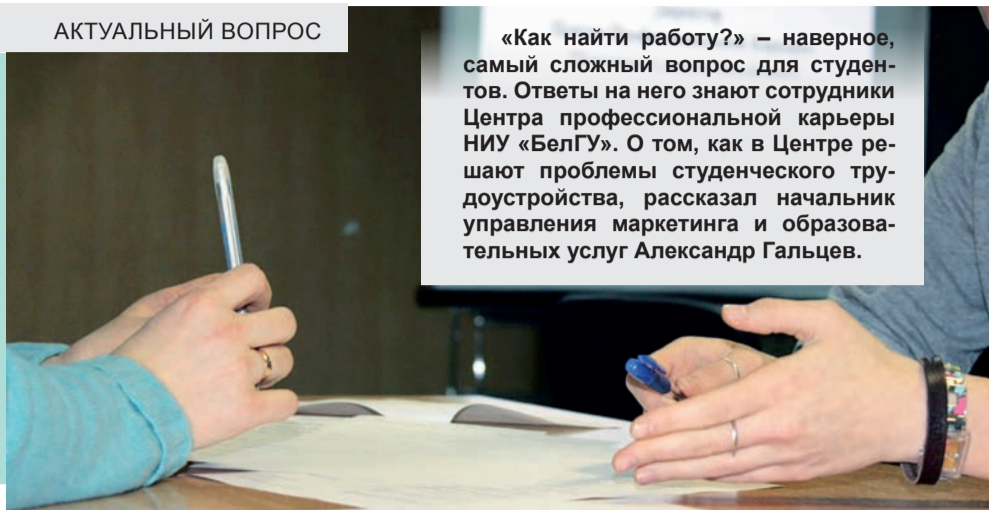 АКТУАЛЬНЫЙ ВОПРОС
«Как найти работу?» – наверное,
самый сложный вопрос для студен-
тов. Ответы на него знают сотрудники
Центра профессиональной карьеры
НИУ «БелГУ». О том, как в Центре ре-
шают проблемы студенческого тру-
доустройства, рассказал начальник
управления маркетинга и образова-
тельных услуг Александр Гальцев.